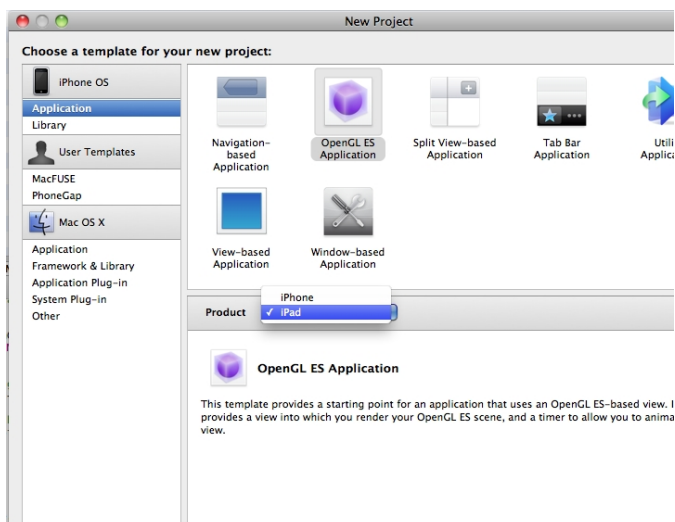 New Project
Choose a template for your new project:
iPhone OS
Application
Library
User Templates
MacFUSE
PhoneGap
Mac OS X
Application
Framework & Library
Application Plug-in
System Plug-in
Other
Navigation-
based
Application
OpenGL ES
Application
Split View-based
Application
Tab Bar
Application
Utili
Applica
View-based
Application
Window-based
Application
Product
iPhone
✓ iPad
OpenGL ES Application
This template provides a starting point for an application that uses an OpenGL ES-based view. I
provides a view into which you render your OpenGL ES scene, and a timer to allow you to anima
view.